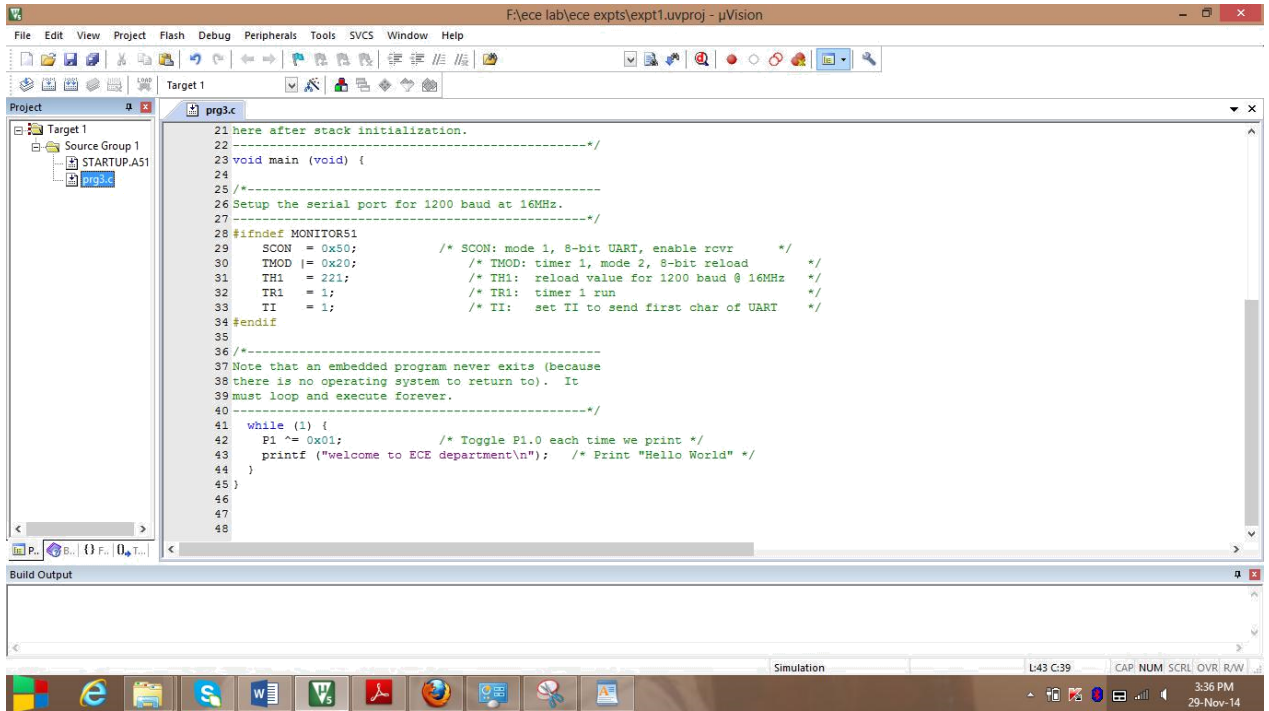 F:\ece lab\ece expts\expt1.uvproj - µVision
File Edit View Project Flash Debug Peripherals Tools SVCS Window Help
Target 1
Project
prg3.c
Target 1
Source Group 1
STARTUP.A51
prg3.c
21 here after stack initialization.
22 -------------------------------------------------*/
23 void main (void) {
24
25 /*------------------------------------------------
26 Setup the serial port for 1200 baud at 16MHz.
27 -------------------------------------------------*/
28 #ifndef MONITOR51
29     SCON  = 0x50;           /* SCON: mode 1, 8-bit UART, enable rcvr      */
30     TMOD |= 0x20;               /* TMOD: timer 1, mode 2, 8-bit reload        */
31     TH1   = 221;                /* TH1:  reload value for 1200 baud @ 16MHz   */
32     TR1   = 1;                  /* TR1:  timer 1 run                          */
33     TI    = 1;                  /* TI:   set TI to send first char of UART    */
34 #endif
35
36 /*------------------------------------------------
37 Note that an embedded program never exits (because
38 there is no operating system to return to).  It
39 must loop and execute forever.
40 -------------------------------------------------*/
41   while (1) {
42     P1 ^= 0x01;             /* Toggle P1.0 each time we print */
43     printf ("welcome to ECE department\n");   /* Print "Hello World" */
44   }
45 }
46
47
48
P.. B.. {} F.. 0 T...
Build Output
Simulation L:43 C:39 CAP NUM SCRL OVR R/W
3:36 PM
29-Nov-14